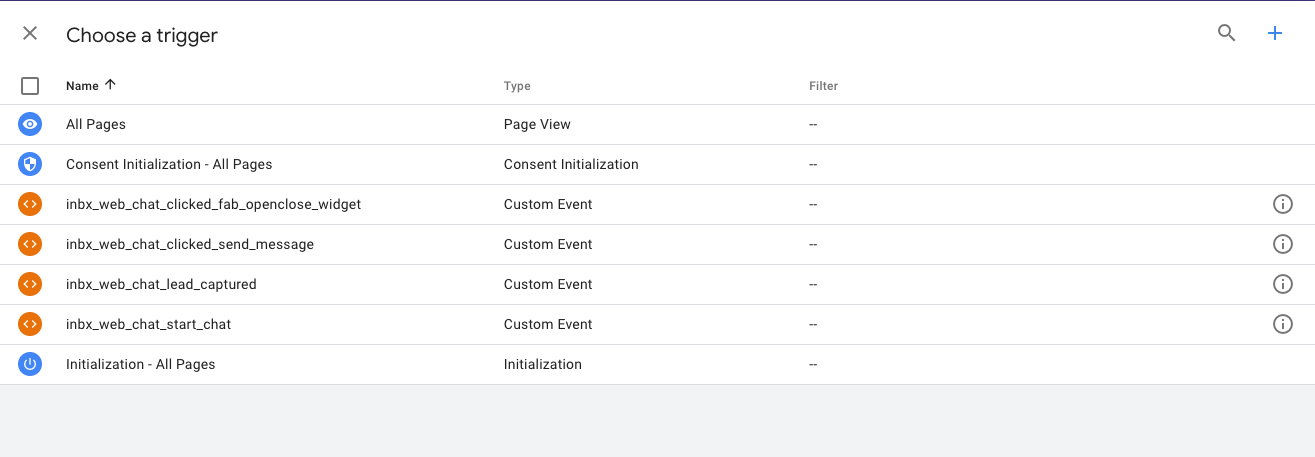 Choose a trigger
Name Type Filter
All Pages Page View --
Consent Initialization - All Pages Consent Initialization --
inbx_web_chat_clicked_fab_openclose_widget Custom Event --
inbx_web_chat_clicked_send_message Custom Event --
inbx_web_chat_lead_captured Custom Event --
inbx_web_chat_start_chat Custom Event --
Initialization - All Pages Initialization --